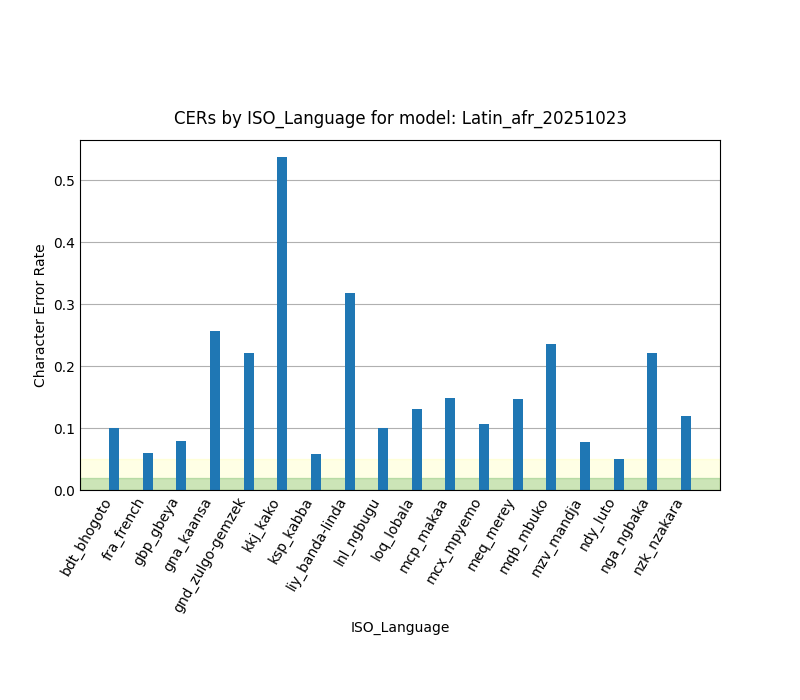 CERs by ISO_Language for model: Latin_afr_20251023
Character Error Rate
0.5
0.4
0.3
0.2
0.1
0.0
bdt_bhogoto
fra_french
gbp_gbeya
gna_kaansa
gnd_zulgo-gemzek
kkj_kako
ksp_kabba
liy_banda-linda
lnl_ngbugu
loq_lobala
mcp_makaa
mcx_mpyemo
meq_merey
mqb_mbuko
mzv_mandja
ndy_luto
nga_ngbaka
nzk_nzakara
ISO_Language